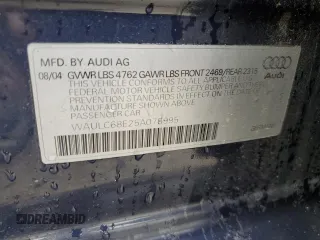 MFD. BY AUDI AG
08/04 GVWR LBS 4762 GAWR LBS FRONT 2469/REAR 2315
THIS VEHICLE CONFORMS TO ALL APPLICABLE
FEDERAL MOTOR VEHICLE SAFETY BUMPER AND
THEFT PREVENTION STANDARDS IN EFFECT ON THE
DATE OF MANUFACTURE SHOWN ABOVE
PASSENGER CAR
WAULC68E25A078995
Audi
DREAMBID